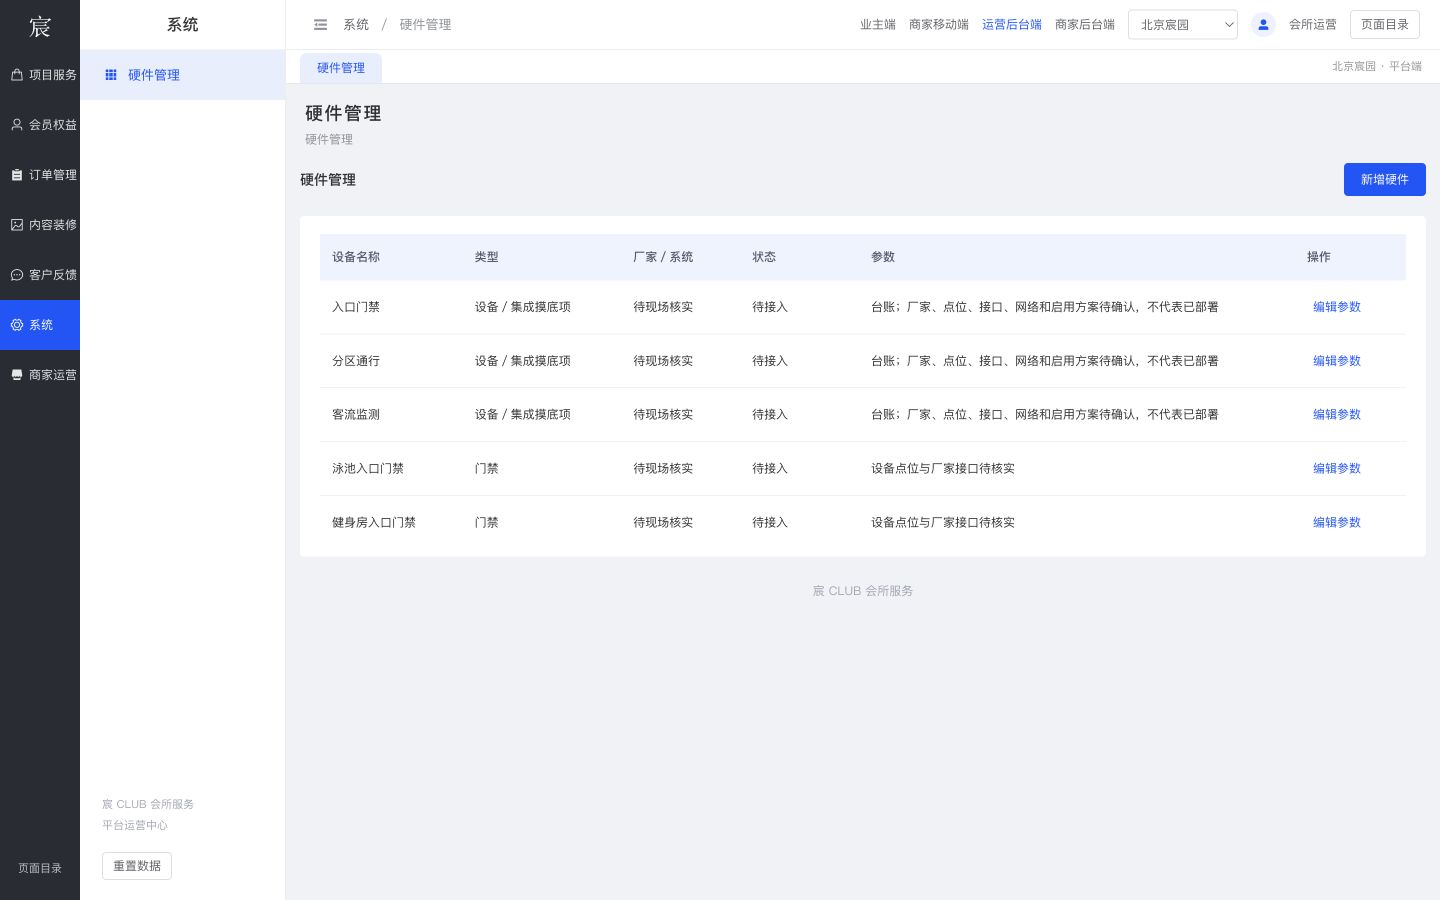 宸
项目服务
会员权益
订单管理
内容装修
客户反馈
系统
商家运营
页面目录
系统
硬件管理
宸 CLUB 会所服务
平台运营中心
重置数据
系统 / 硬件管理
业主端 商家移动端 运营后台端 商家后台端 北京宸园 会所运营 页面目录
硬件管理
北京宸园 · 平台端
硬件管理
硬件管理
硬件管理
新增硬件
设备名称 类型 厂家 / 系统 状态 参数 操作
入口门禁 设备 / 集成摸底项 待现场核实 待接入 台账；厂家、点位、接口、网络和启用方案待确认，不代表已部署 编辑参数
分区通行 设备 / 集成摸底项 待现场核实 待接入 台账；厂家、点位、接口、网络和启用方案待确认，不代表已部署 编辑参数
客流监测 设备 / 集成摸底项 待现场核实 待接入 台账；厂家、点位、接口、网络和启用方案待确认，不代表已部署 编辑参数
泳池入口门禁 门禁 待现场核实 待接入 设备点位与厂家接口待核实 编辑参数
健身房入口门禁 门禁 待现场核实 待接入 设备点位与厂家接口待核实 编辑参数
宸 CLUB 会所服务